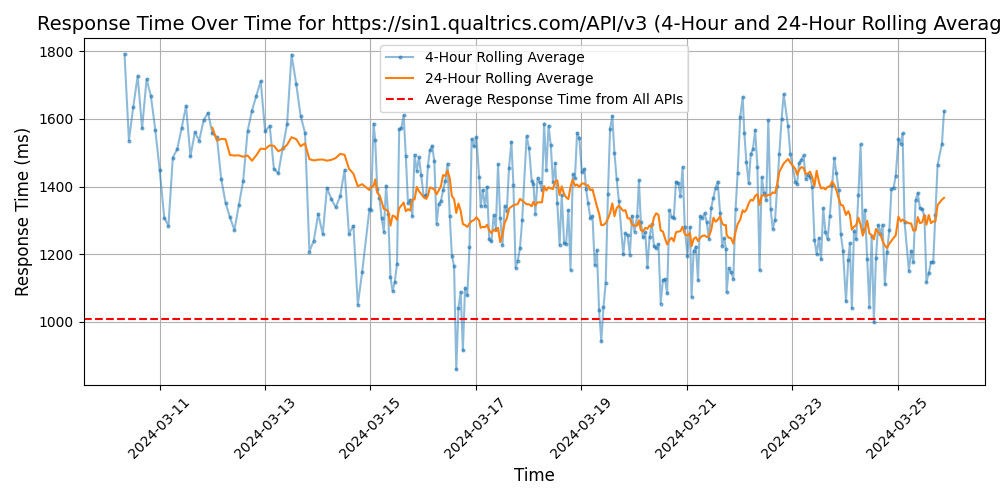 Response Time Over Time for https://sin1.qualtrics.com/API/v3 (4-Hour and 24-Hour Rolling Averag
4-Hour Rolling Average
24-Hour Rolling Average
Average Response Time from All APIs
Response Time (ms)
1800
1600
1400
1200
1000
2024-03-11
2024-03-13
2024-03-15
2024-03-17
2024-03-19
2024-03-21
2024-03-23
2024-03-25
Time